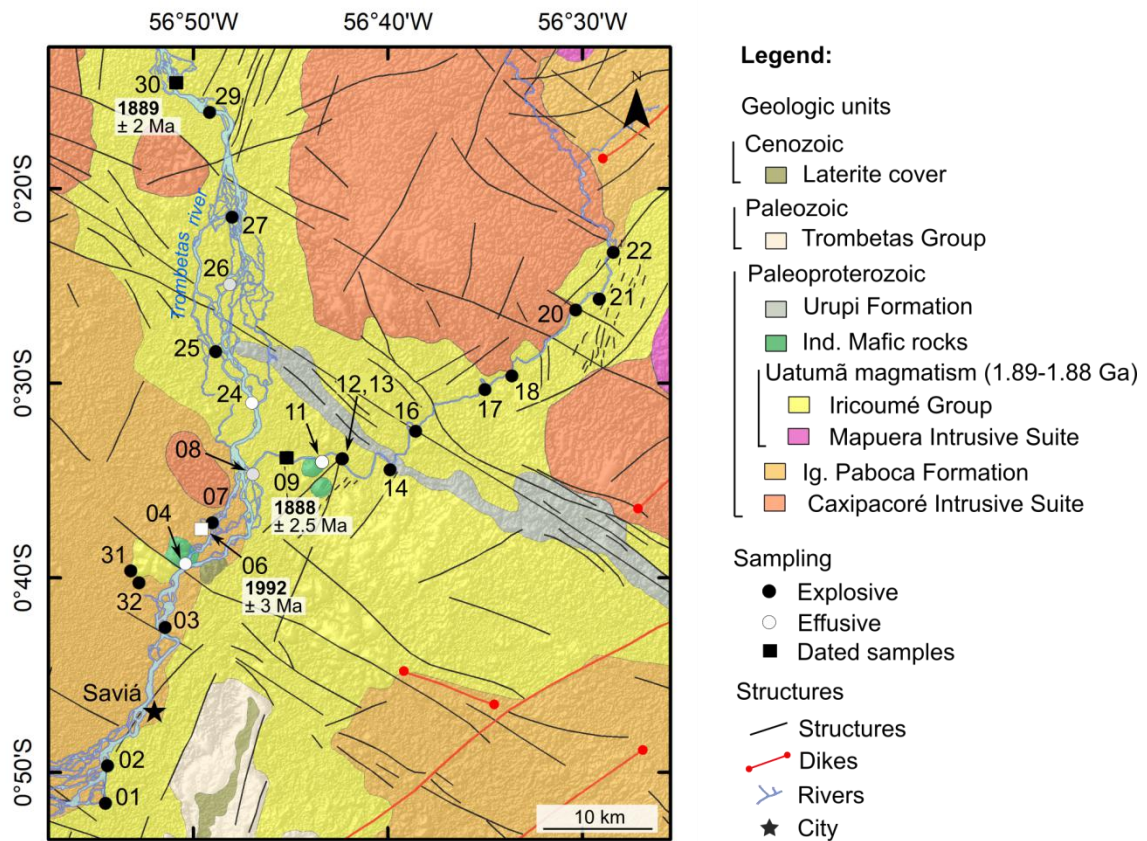 56°50'W
56°40'W
56°30'W
0°20'S
0°30'S
0°40'S
0°50'S
N
30
29
1889
± 2 Ma
Trombetas river
27
26
25
24
22
21
20
18
17
16
12,13
11
14
08
09
1888
± 2.5 Ma
07
04
06
1992
± 3 Ma
31
32
03
Saviá
02
01
10 km
Legend:
Geologic units
Cenozoic
Laterite cover
Paleozoic
Trombetas Group
Paleoproterozoic
Urupi Formation
Ind. Mafic rocks
Uatumã magmatism (1.89-1.88 Ga)
Iricoumé Group
Mapuera Intrusive Suite
Ig. Paboca Formation
Caxipacoré Intrusive Suite
Sampling
Explosive
Effusive
Dated samples
Structures
Structures
Dikes
Rivers
City